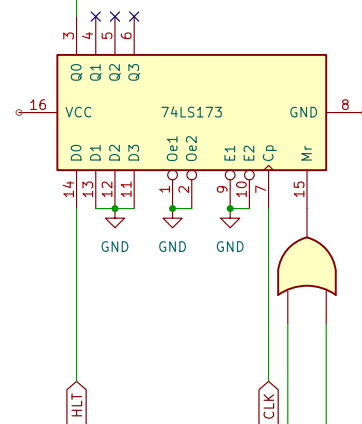 3 4 5 6
Q0 Q1 Q2 Q3
16 VCC 74LS173 GND 8
D0 D1 D2 D3 Oe1 Oe2 E1 E2 Cp Mr
14 13 12 11 1 2 9 10 7 15
GND GND GND
HLT CLK